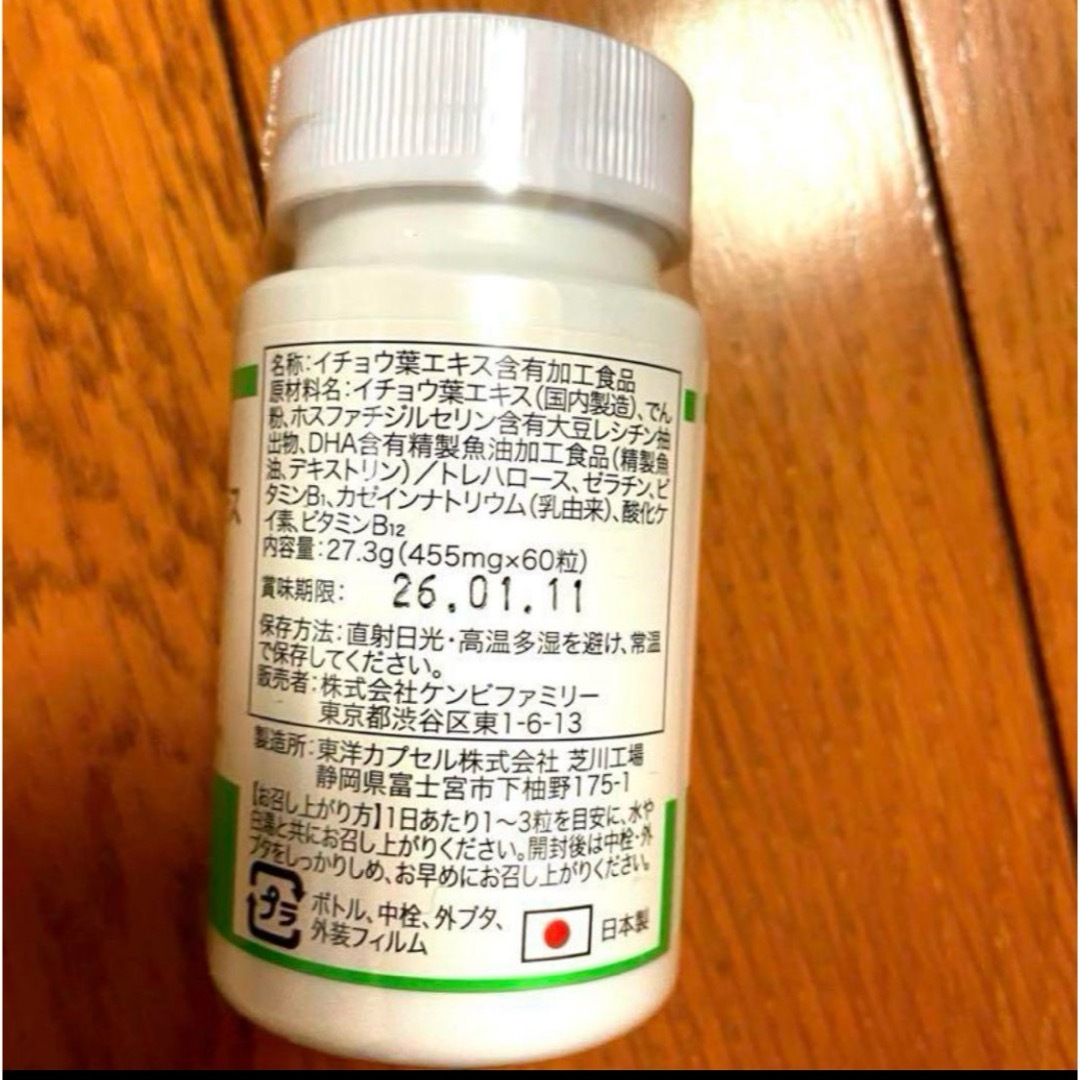 名称:イチョウ葉エキス含有加工食品
原材料名:イチョウ葉エキス(国内製造)、でん
粉、ホスファチジルセリン含有大豆レシチン抽
出物、DHA含有精製魚油加工食品(精製魚
油、デキストリン)/トレハロース、ゼラチン、ビ
タミンB1、カゼインナトリウム(乳由来)、酸化ケ
イ素、ビタミンB12
内容量:27.3g(455mg×60粒)
賞味期限: 26.01.11
保存方法:直射日光・高温多湿を避け、常温
で保存してください。
販売者:株式会社ケンビファミリー
東京都渋谷区東1-6-13
製造所:東洋カプセル株式会社 芝川工場
静岡県富士宮市下柚野175-1
【お召し上がり方】1日あたり1～3粒を目安に、水や
白湯と共にお召し上がりください。開封後は中栓・外
ブタをしっかりしめ、お早めにお召し上がりください。
プラ
ボトル、中栓、外ブタ、
外装フィルム
日本製
ス